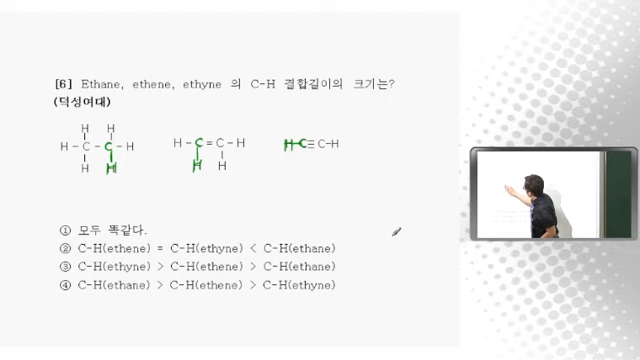 [6] Ethane, ethene, ethyne 의 C-H 결합길이의 크기는?
(덕성여대)
H H H H
H-C-C-H H-C=C-H H-C≡C-H
H H H H
① 모두 똑같다.
② C-H(ethene) = C-H(ethyne) < C-H(ethane)
③ C-H(ethyne) > C-H(ethene) > C-H(ethane)
④ C-H(ethane) > C-H(ethene) > C-H(ethyne)